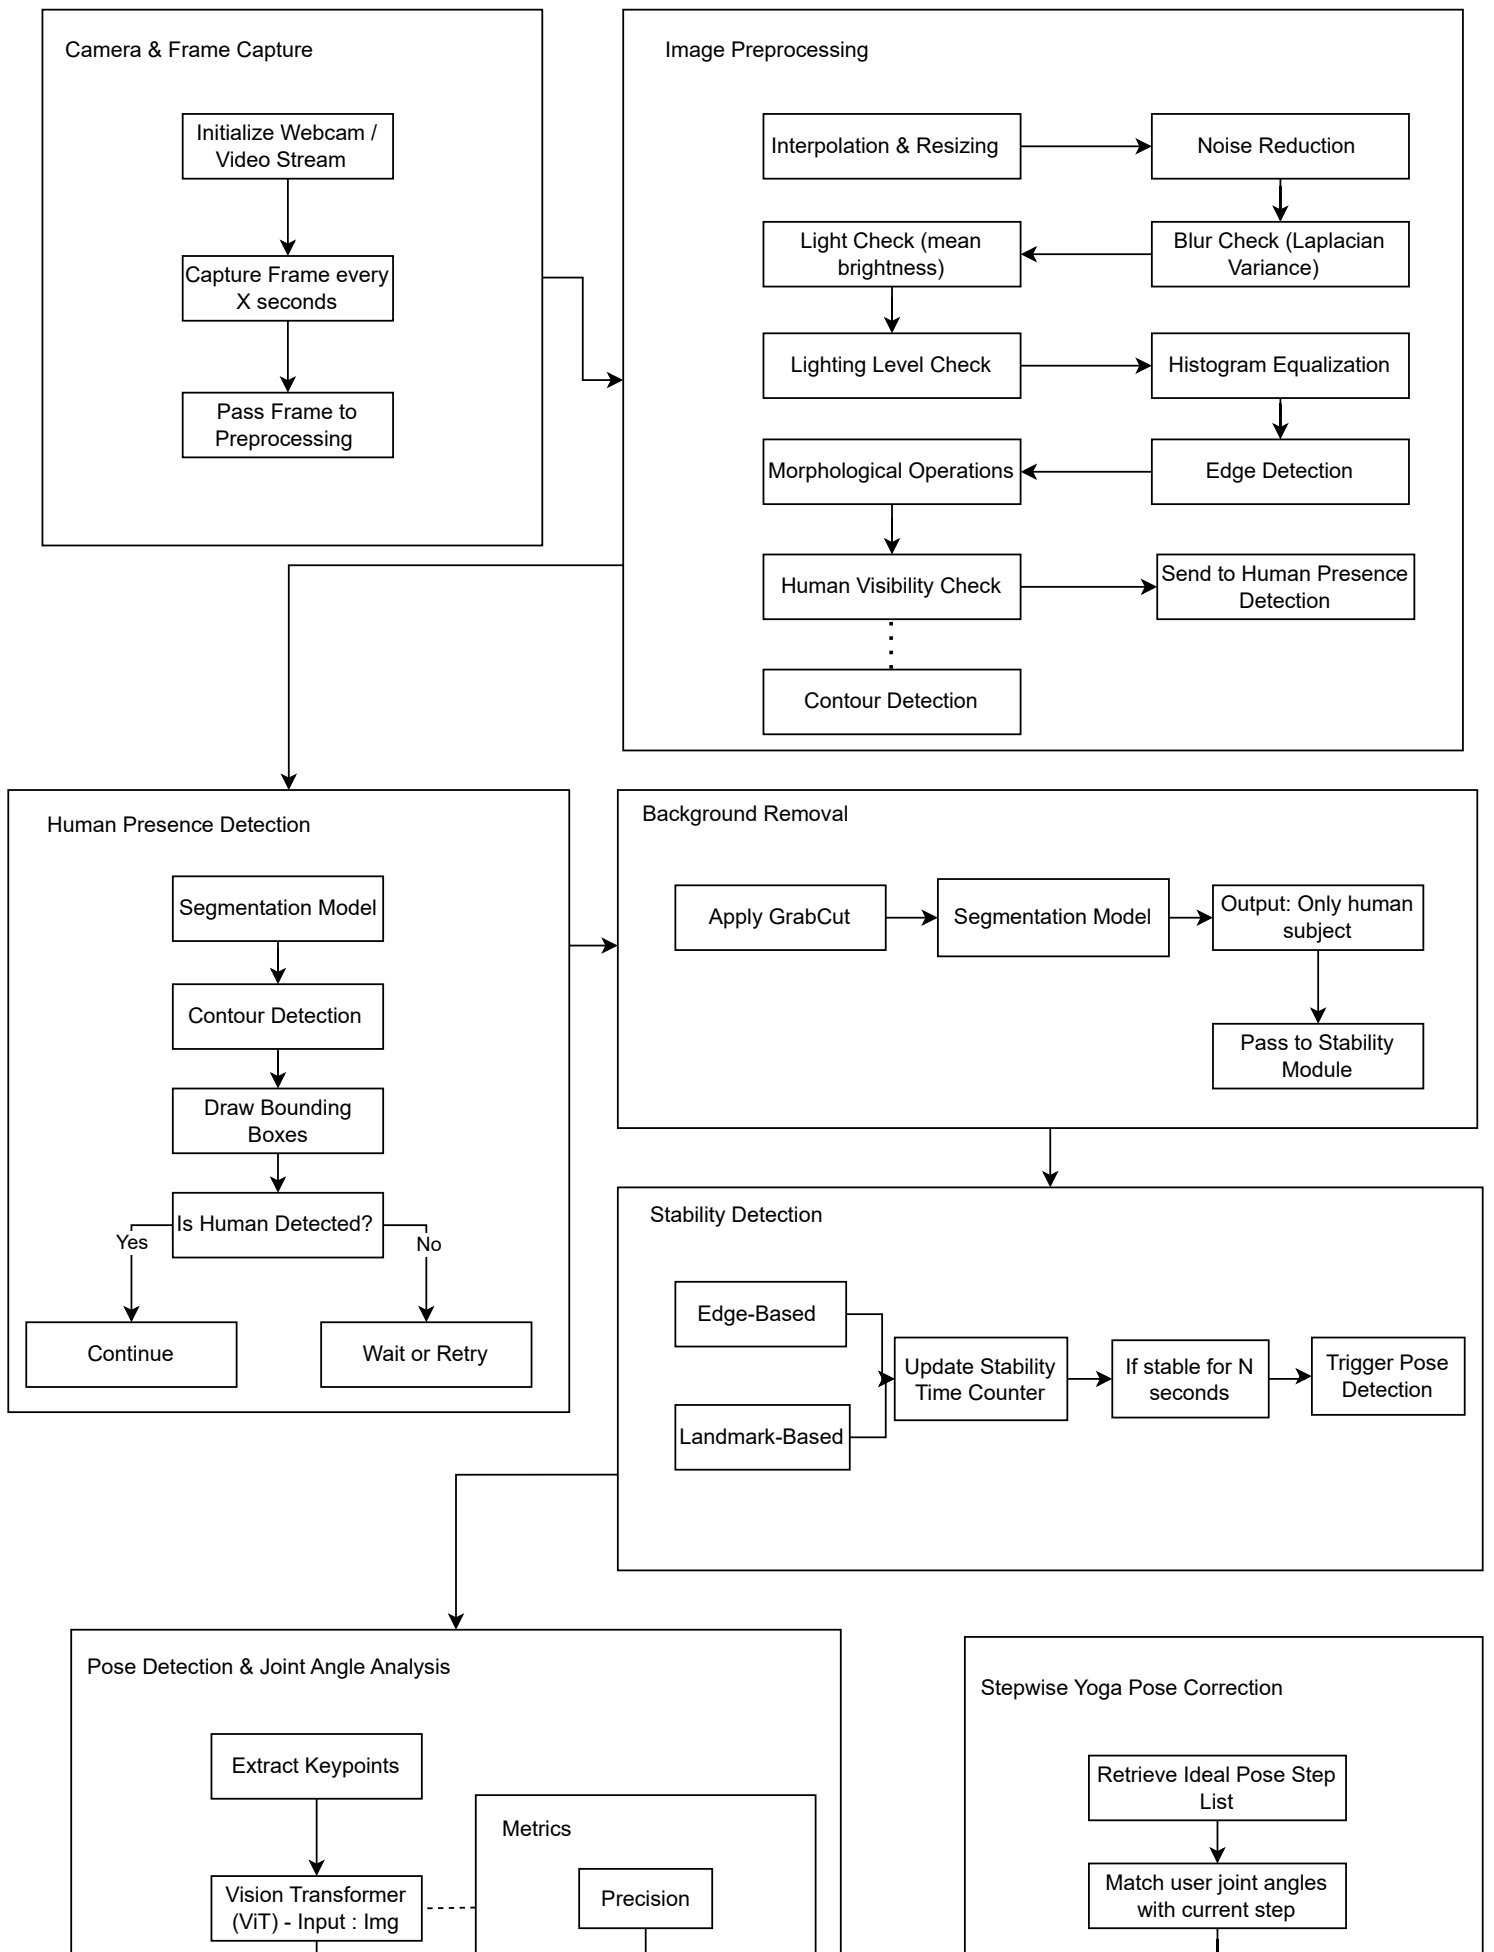 Camera & Frame Capture
Initialize Webcam /
Video Stream
Capture Frame every
X seconds
Pass Frame to
Preprocessing
Image Preprocessing
Interpolation & Resizing
Noise Reduction
Light Check (mean
brightness)
Blur Check (Laplacian
Variance)
Lighting Level Check
Histogram Equalization
Morphological Operations
Edge Detection
Human Visibility Check
Send to Human Presence
Detection
Contour Detection
Human Presence Detection
Segmentation Model
Contour Detection
Draw Bounding
Boxes
Is Human Detected?
Yes
No
Continue
Wait or Retry
Background Removal
Apply GrabCut
Segmentation Model
Output: Only human
subject
Pass to Stability
Module
Stability Detection
Edge-Based
Landmark-Based
Update Stability
Time Counter
If stable for N
seconds
Trigger Pose
Detection
Pose Detection & Joint Angle Analysis
Extract Keypoints
Vision Transformer
(ViT) - Input : Img
Metrics
Precision
Stepwise Yoga Pose Correction
Retrieve Ideal Pose Step
List
Match user joint angles
with current step